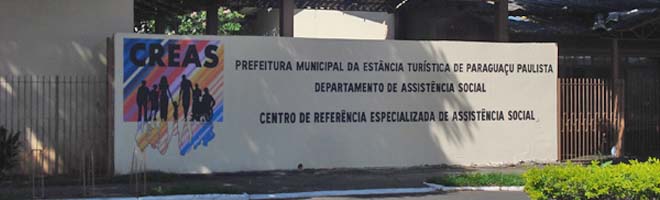 CREAS
PREFEITURA MUNICIPAL DA ESTÂNCIA TURÍSTICA DE PARAGUAÇU PAULISTA
DEPARTAMENTO DE ASSISTÊNCIA SOCIAL
CENTRO DE REFERÊNCIA ESPECIALIZADA DE ASSISTÊNCIA SOCIAL